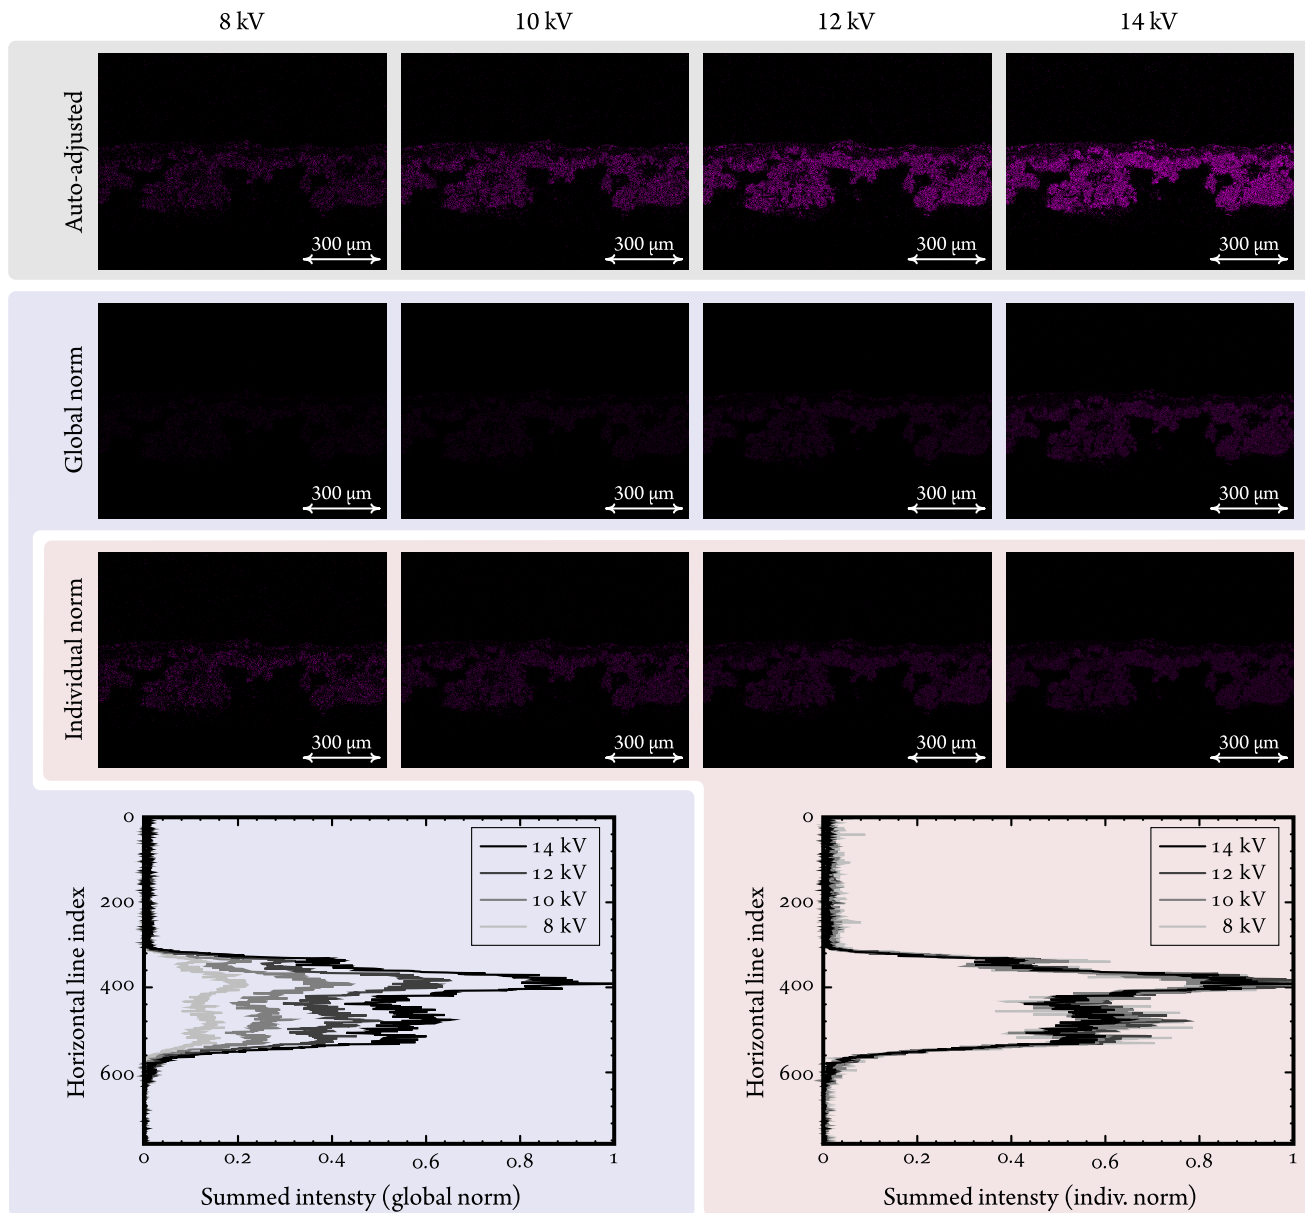 8 kV 10 kV 12 kV 14 kV
Auto-adjusted
300 µm 300 µm 300 µm 300 µm
Global norm
300 µm 300 µm 300 µm 300 µm
Individual norm
300 µm 300 µm 300 µm 300 µm
Horizontal line index
0
200
400
600
14 kV
12 kV
10 kV
8 kV
0 0.2 0.4 0.6 0.8 1
Summed intensty (global norm)
Horizontal line index
0
200
400
600
14 kV
12 kV
10 kV
8 kV
0 0.2 0.4 0.6 0.8 1
Summed intensty (indiv. norm)